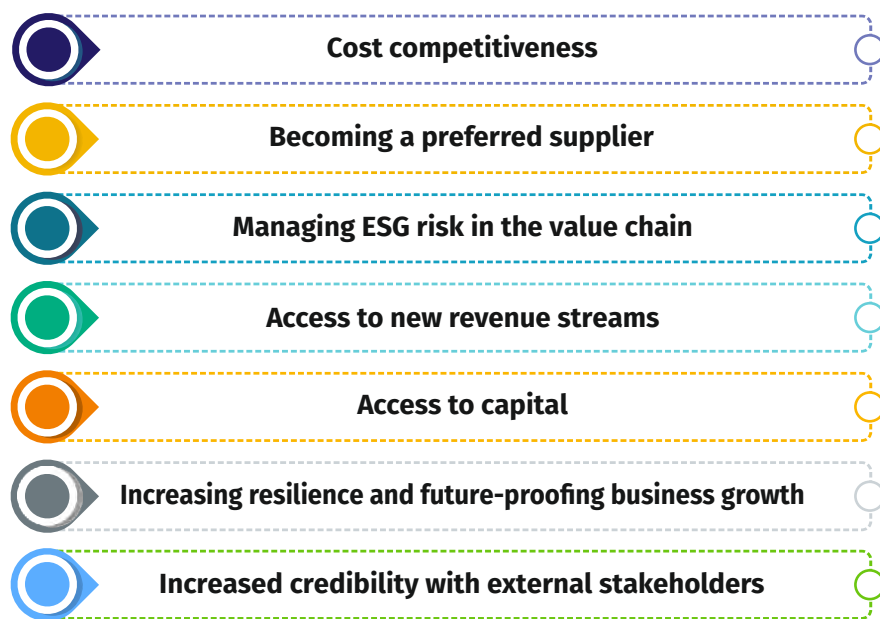 Cost competitiveness
Becoming a preferred supplier
Managing ESG risk in the value chain
Access to new revenue streams
Access to capital
Increasing resilience and future-proofing business growth
Increased credibility with external stakeholders